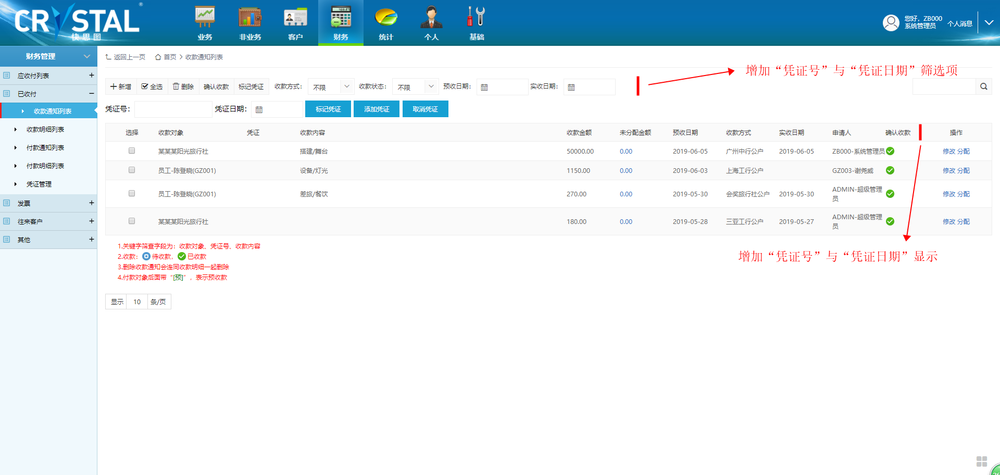 CRYSTAL ®
快思图
业务 非业务 客户 财务 统计 个人 基础
您好，ZB000
系统管理员
个人消息
财务管理
应收付列表 +
已收付 −
收款通知列表
收款明细列表
付款通知列表
付款明细列表
凭证管理
发票 +
往来客户 +
其他 +
返回上一页 首页 > 收款通知列表
增加“凭证号”与“凭证日期”筛选项
新增 全选 删除 确认收款 标记凭证 收款方式： 不限 收款状态： 不限 预收日期： 实收日期：
凭证号： 凭证日期： 标记凭证 添加凭证 取消凭证
选择 收款对象 凭证 收款内容 收款金额 未分配金额 预收日期 收款方式 实收日期 申请人 确认收款 操作
某某某阳光旅行社 搭建/舞台 50000.00 0.00 2019-06-05 广州中行公户 2019-06-05 ZB000-系统管理员 修改 分配
员工-陈登晓(GZ001) 设备/灯光 1150.00 0.00 2019-06-03 上海工行公户 GZ003-谢尧威 修改 分配
员工-陈登晓(GZ001) 差旅/餐饮 270.00 0.00 2019-05-30 会奖旅行社公户 2019-05-30 ADMIN-超级管理员 修改 分配
某某某阳光旅行社 180.00 0.00 2019-05-28 三亚工行公户 2019-05-27 ADMIN-超级管理员 修改 分配
1.关键字筛查字段为：收款对象、凭证号、收款内容
2.收款： 待收款， 已收款
3.删除收款通知会连同收款明细一起删除
4.付款对象后面带“[预]”，表示预收款
增加“凭证号”与“凭证日期”显示
显示 10 条/页